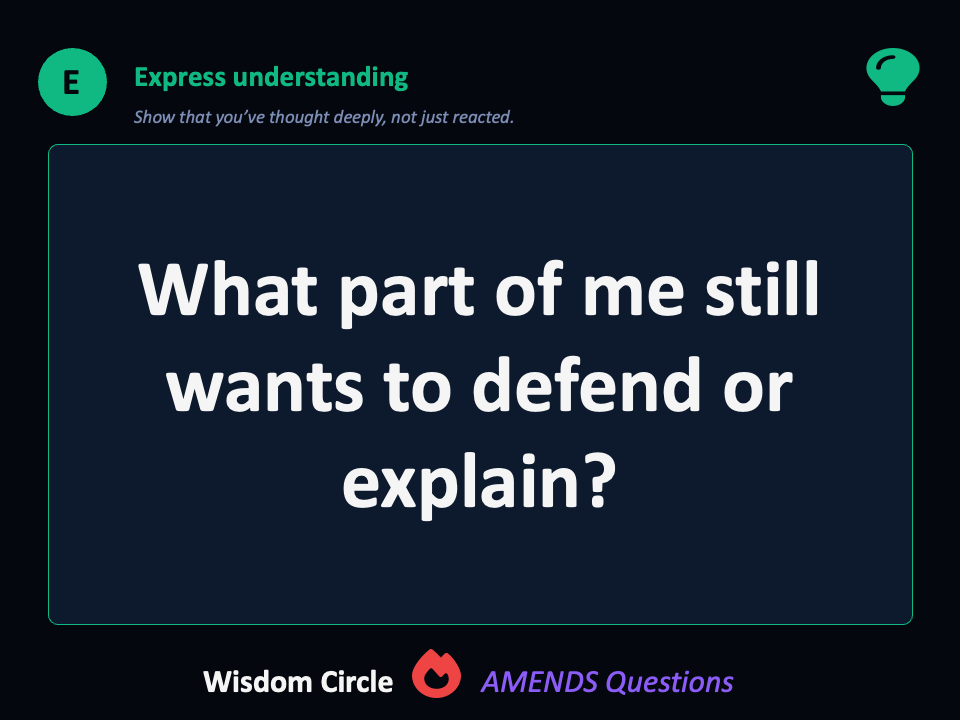 E
Express understanding
Show that you’ve thought deeply, not just reacted.
What part of me still
wants to defend or
explain?
Wisdom Circle
AMENDS Questions